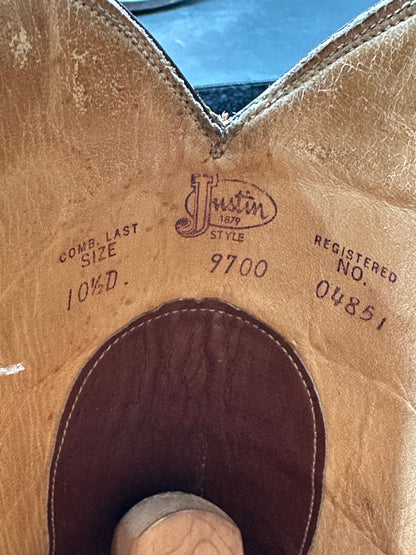 Justin
1879
STYLE
9700
COMB. LAST
SIZE
10½D.
REGISTERED
NO.
04851